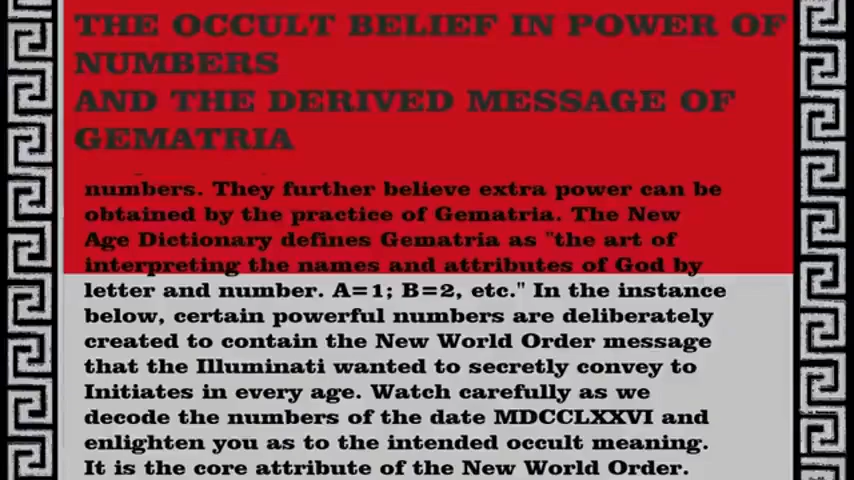 THE OCCULT BELIEF IN POWER OF
NUMBERS
AND THE DERIVED MESSAGE OF
GEMATRIA
numbers. They further believe extra power can be
obtained by the practice of Gematria. The New
Age Dictionary defines Gematria as "the art of
interpreting the names and attributes of God by
letter and number. A=1; B=2, etc." In the instance
below, certain powerful numbers are deliberately
created to contain the New World Order message
that the Illuminati wanted to secretly convey to
Initiates in every age. Watch carefully as we
decode the numbers of the date MDCCLXXVI and
enlighten you as to the intended occult meaning.
It is the core attribute of the New World Order.